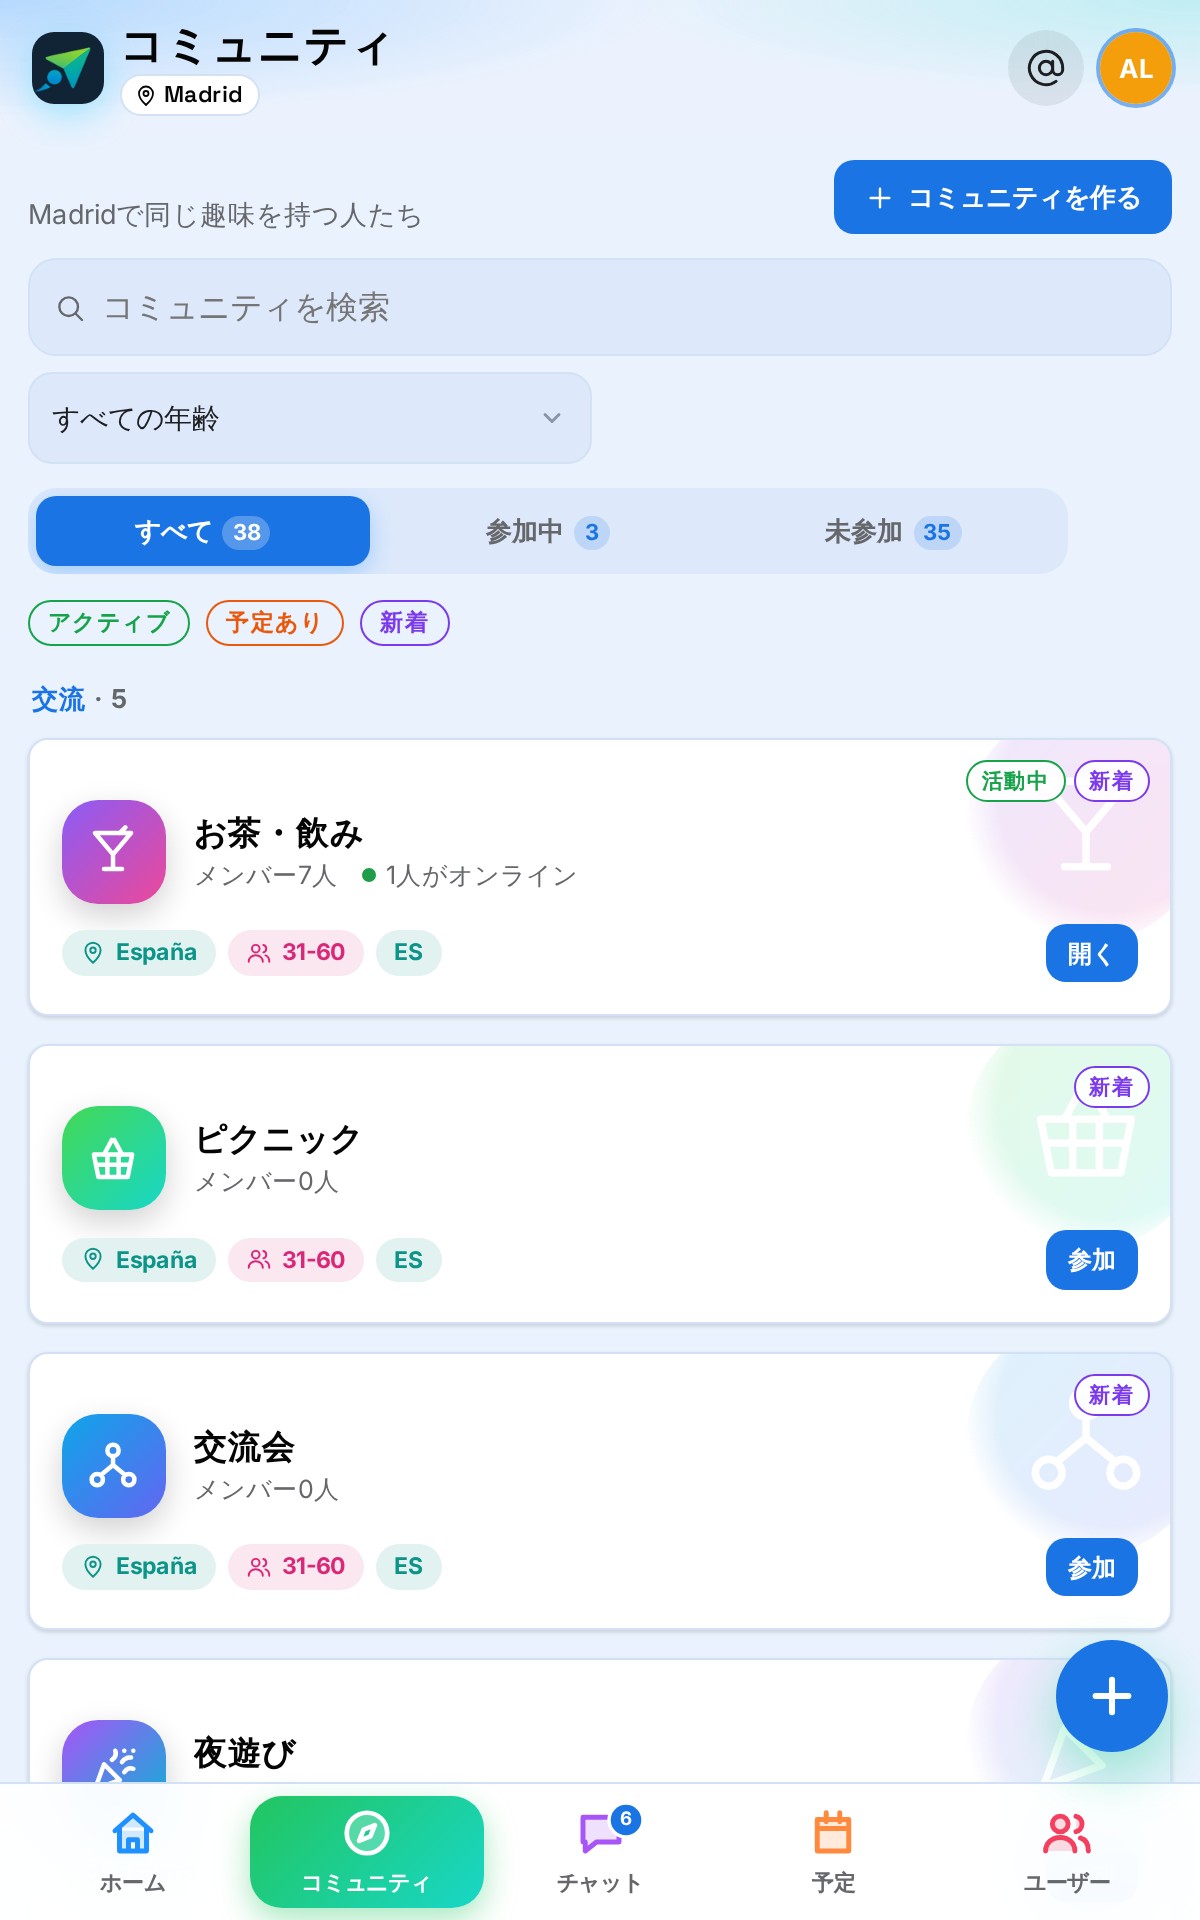 コミュニティ
Madrid
@
AL
Madridで同じ趣味を持つ人たち
コミュニティを作る
コミュニティを検索
すべての年齢
すべて 38
参加中 3
未参加 35
アクティブ
予定あり
新着
交流 · 5
活動中
新着
お茶・飲み
メンバー7人
1人がオンライン
España
31-60
ES
開く
新着
ピクニック
メンバー0人
España
31-60
ES
参加
新着
交流会
メンバー0人
España
31-60
ES
参加
夜遊び
ホーム
コミュニティ
6
チャット
予定
ユーザー